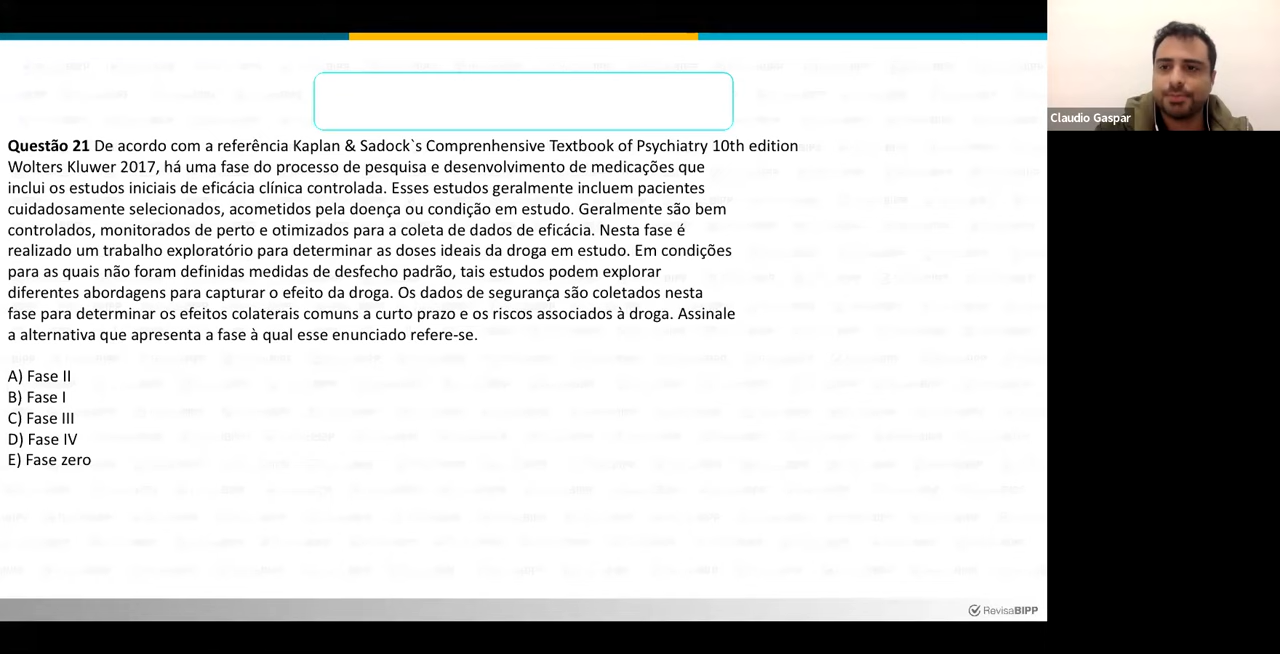 Claudio Gaspar
Questão 21 De acordo com a referência Kaplan & Sadock`s Comprenhensive Textbook of Psychiatry 10th edition
Wolters Kluwer 2017, há uma fase do processo de pesquisa e desenvolvimento de medicações que
inclui os estudos iniciais de eficácia clínica controlada. Esses estudos geralmente incluem pacientes
cuidadosamente selecionados, acometidos pela doença ou condição em estudo. Geralmente são bem
controlados, monitorados de perto e otimizados para a coleta de dados de eficácia. Nesta fase é
realizado um trabalho exploratório para determinar as doses ideais da droga em estudo. Em condições
para as quais não foram definidas medidas de desfecho padrão, tais estudos podem explorar
diferentes abordagens para capturar o efeito da droga. Os dados de segurança são coletados nesta
fase para determinar os efeitos colaterais comuns a curto prazo e os riscos associados à droga. Assinale
a alternativa que apresenta a fase à qual esse enunciado refere-se.
A) Fase II
B) Fase I
C) Fase III
D) Fase IV
E) Fase zero
RevisaBIPP